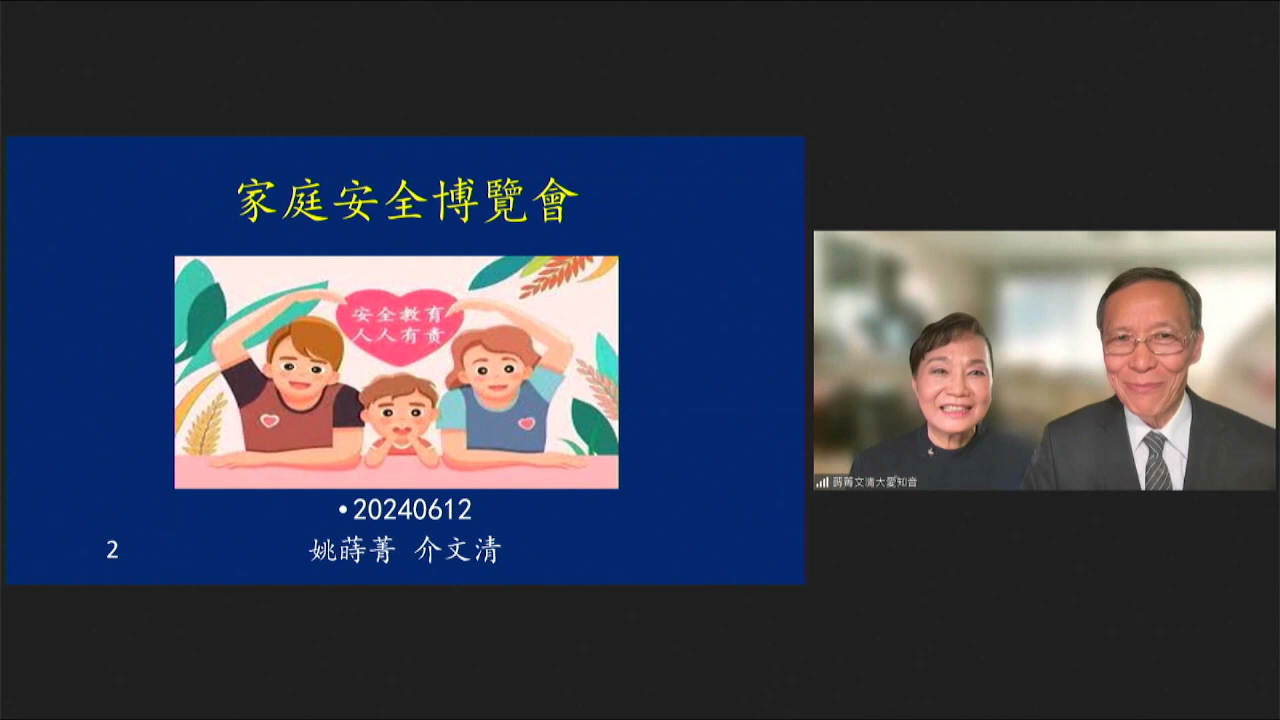 家庭安全博覽會
安全教育
人人有责
•20240612
姚蒔菁 介文清
2
蒔菁文清大愛知音